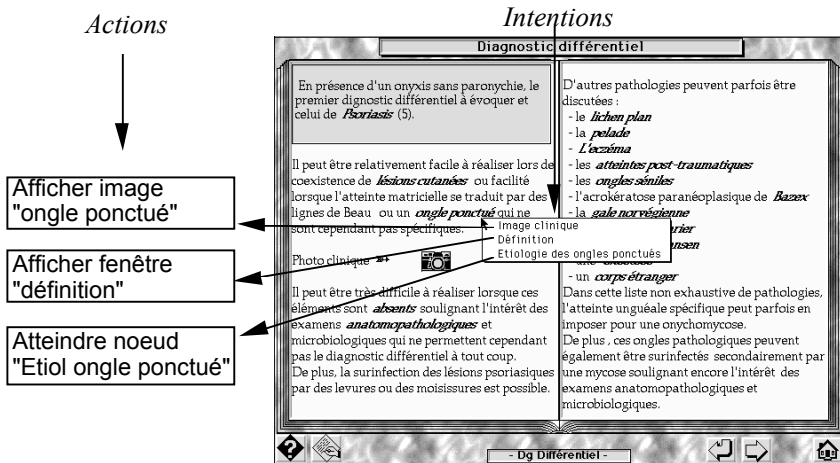 Actions
Intentions
Diagnostic différentiel
En présence d'un onyxis sans paronychie, le
premier dignostic différentiel à évoquer et
celui de Psoriasis (5).
Il peut être relativement facile à réaliser lors de
coexistence de lésions cutanées ou facilité
lorsque l'atteinte matricielle se traduit par des
lignes de Beau ou un ongle ponctué qui ne
sont cependant pas spécifiques.
Photo clinique
Il peut être très difficile à réaliser lorsque ces
éléments sont absents soulignant l'intérêt des
examens anatomopathologiques et
microbiologiques qui ne permettent cependant
pas le diagnostic différentiel à tout coup.
De plus, la surinfection des lésions psoriasiques
par des levures ou des moisissures est possible.
Image clinique
Définition
Etiologie des ongles ponctués
D'autres pathologies peuvent parfois être
discutées :
- le lichen plan
- la pelade
- L'eczéma
- les atteintes post-traumatiques
- les ongles séniles
- l'acrokératose paranéoplasique de Bazex
- la gale norvégienne
- un corps étranger
Dans cette liste non exhaustive de pathologies,
l'atteinte unguéale spécifique peut parfois en
imposer pour une onychomycose.
De plus , ces ongles pathologiques peuvent
également être surinfectés secondairement par
une mycose soulignant encore l'intérêt des
examens anatomopathologiques et
microbiologiques.
- Dg Différentiel -
Afficher image
"ongle ponctué"
Afficher fenêtre
"définition"
Atteindre noeud
"Etiol ongle ponctué"